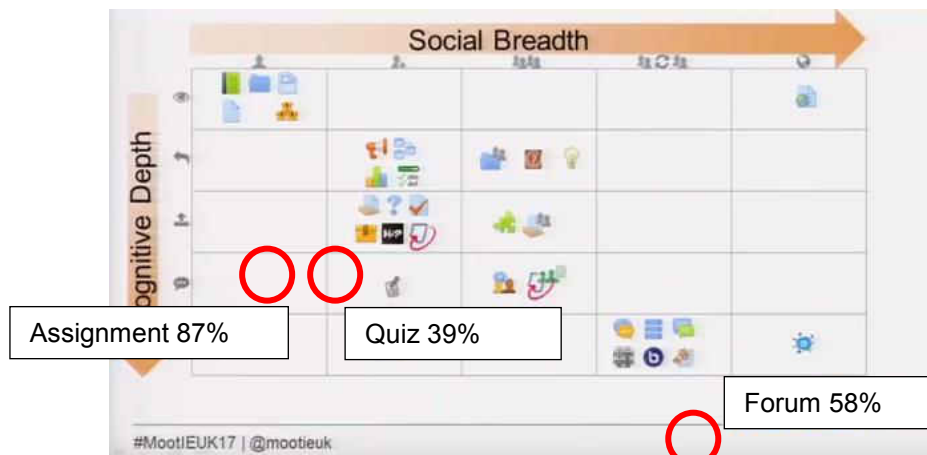 Social Breadth
ognitive Depth
H-P
b
Assignment 87%
Quiz 39%
Forum 58%
#MootIEUK17 | @mootieuk